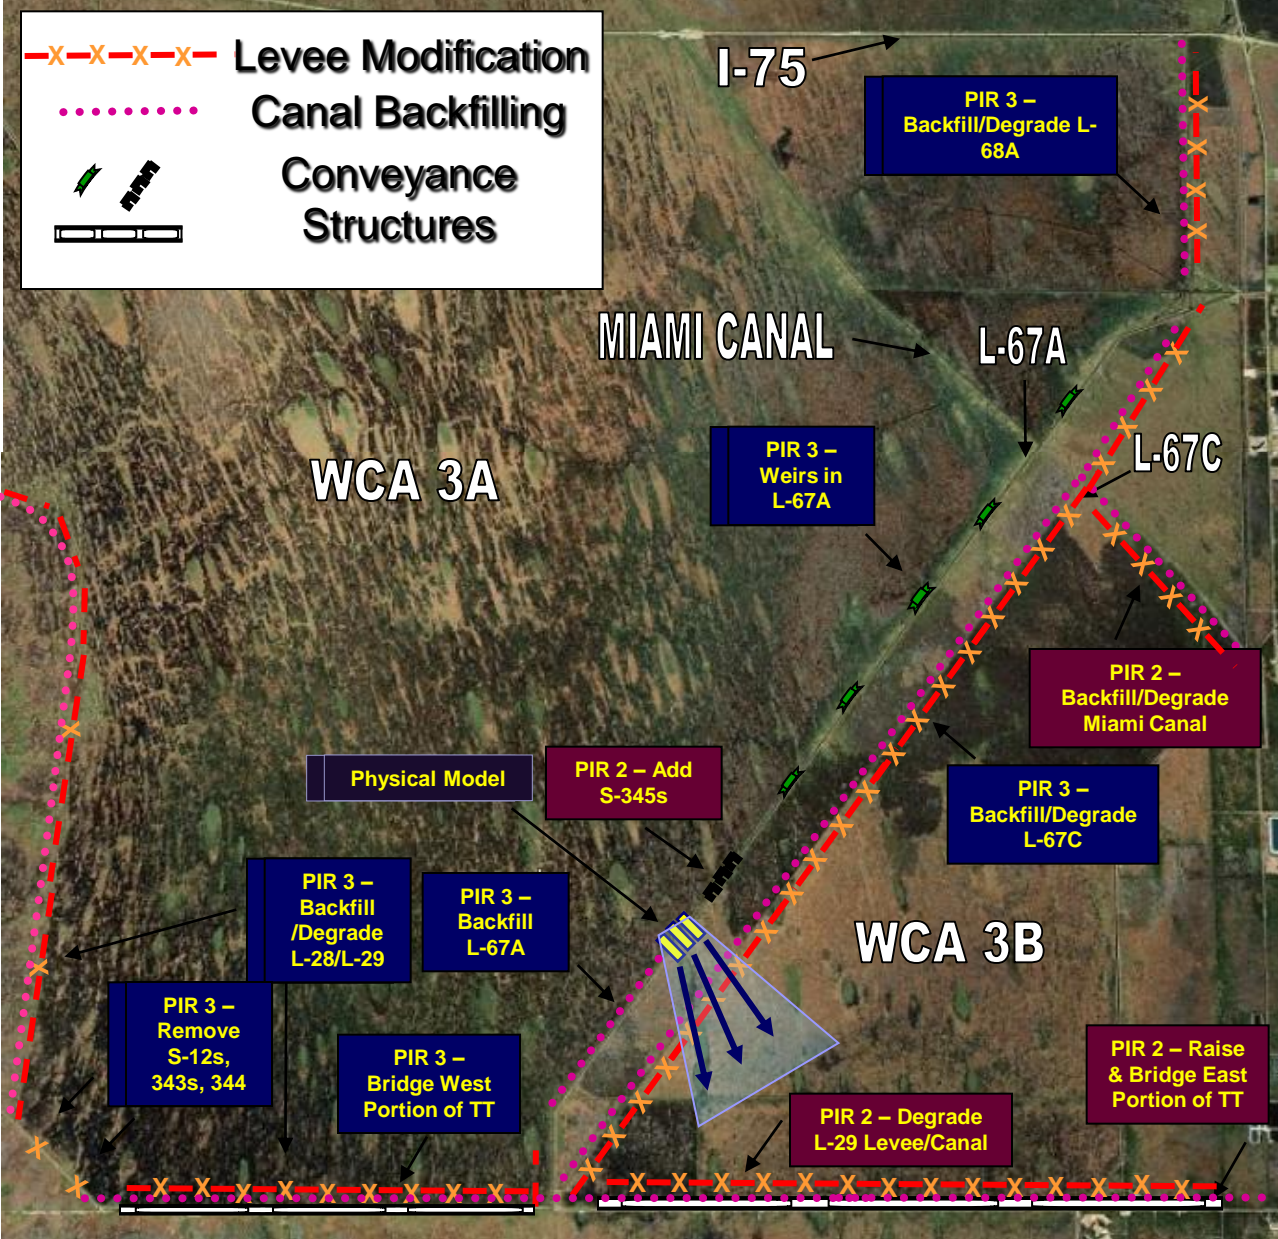 Levee Modification
Canal Backfilling
Conveyance
Structures
I-75
PIR 3 –
Backfill/Degrade L-
68A
MIAMI CANAL
L-67A
L-67C
WCA 3A
PIR 3 –
Weirs in
L-67A
PIR 2 –
Backfill/Degrade
Miami Canal
Physical Model
PIR 2 – Add
S-345s
PIR 3 –
Backfill/Degrade
L-67C
PIR 3 –
Backfill
/Degrade
L-28/L-29
PIR 3 –
Backfill
L-67A
WCA 3B
PIR 3 –
Remove
S-12s,
343s, 344
PIR 3 –
Bridge West
Portion of TT
PIR 2 – Degrade
L-29 Levee/Canal
PIR 2 – Raise
& Bridge East
Portion of TT